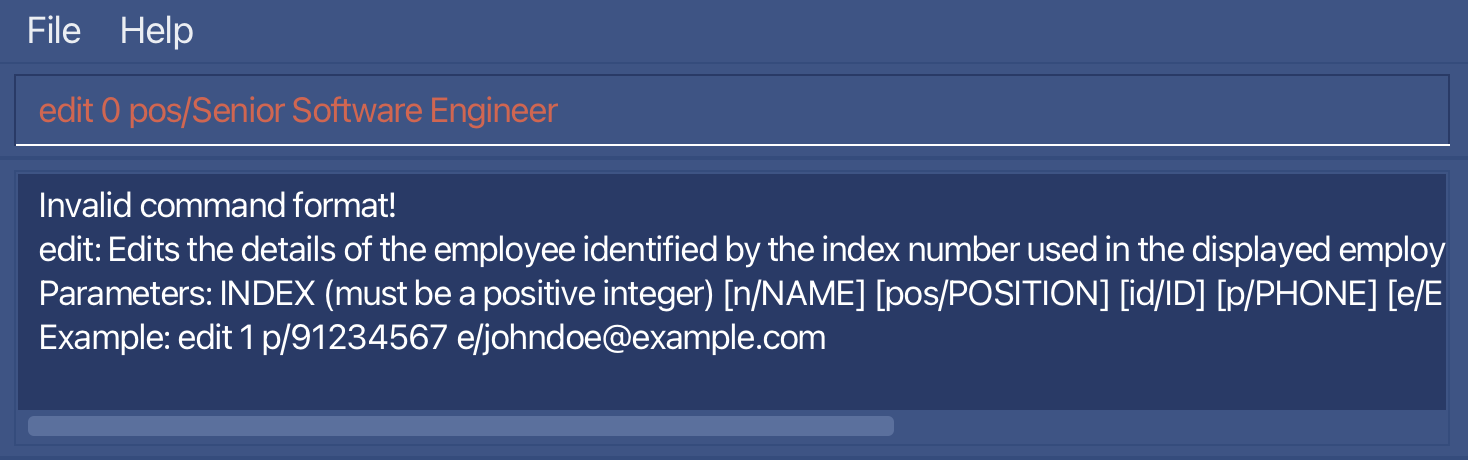 File Help
edit 0 pos/Senior Software Engineer
Invalid command format!
edit: Edits the details of the employee identified by the index number used in the displayed employ
Parameters: INDEX (must be a positive integer) [n/NAME] [pos/POSITION] [id/ID] [p/PHONE] [e/E
Example: edit 1 p/91234567 e/johndoe@example.com